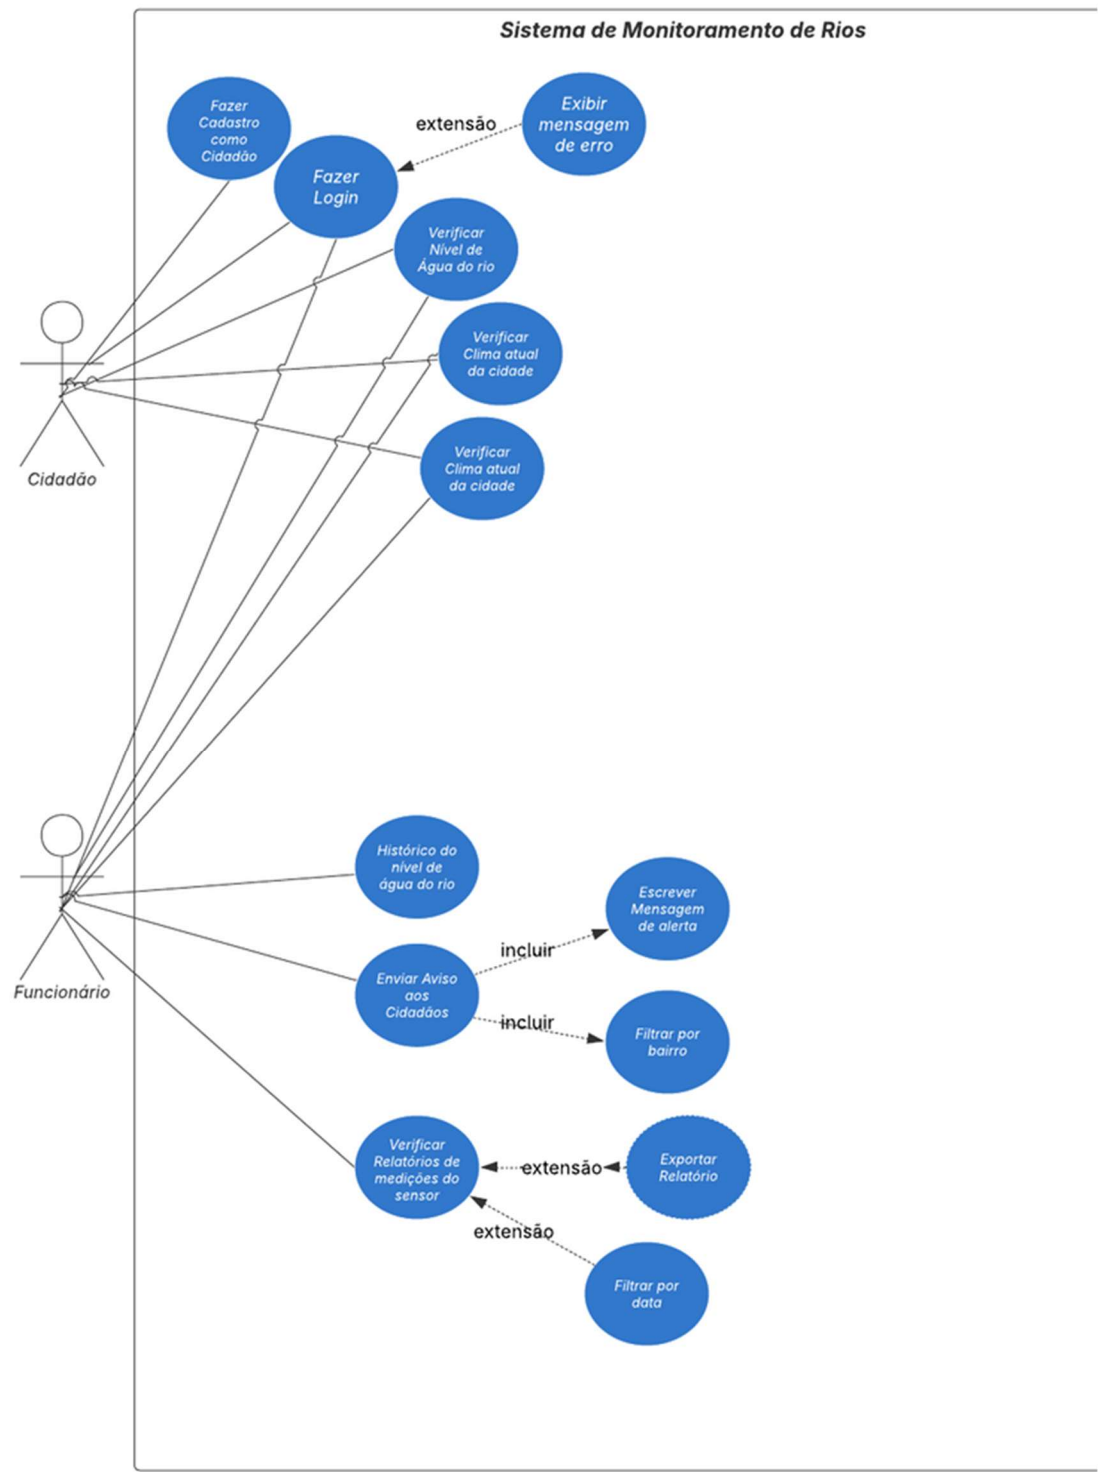 Sistema de Monitoramento de Rios
Fazer
Cadastro
como
Cidadão
extensão
Exibir
mensagem
de erro
Fazer
Login
Verificar
Nível de
Água do rio
Verificar
Clima atual
da cidade
Verificar
Clima atual
da cidade
Cidadão
Histórico do
nível de
água do rio
Escrever
Mensagem
de alerta
incluir
Enviar Aviso
aos
Cidadãos
Funcionário
incluir
Filtrar por
bairro
Verificar
Relatórios de
medições do
sensor
extensão
Exportar
Relatório
extensão
Filtrar por
data